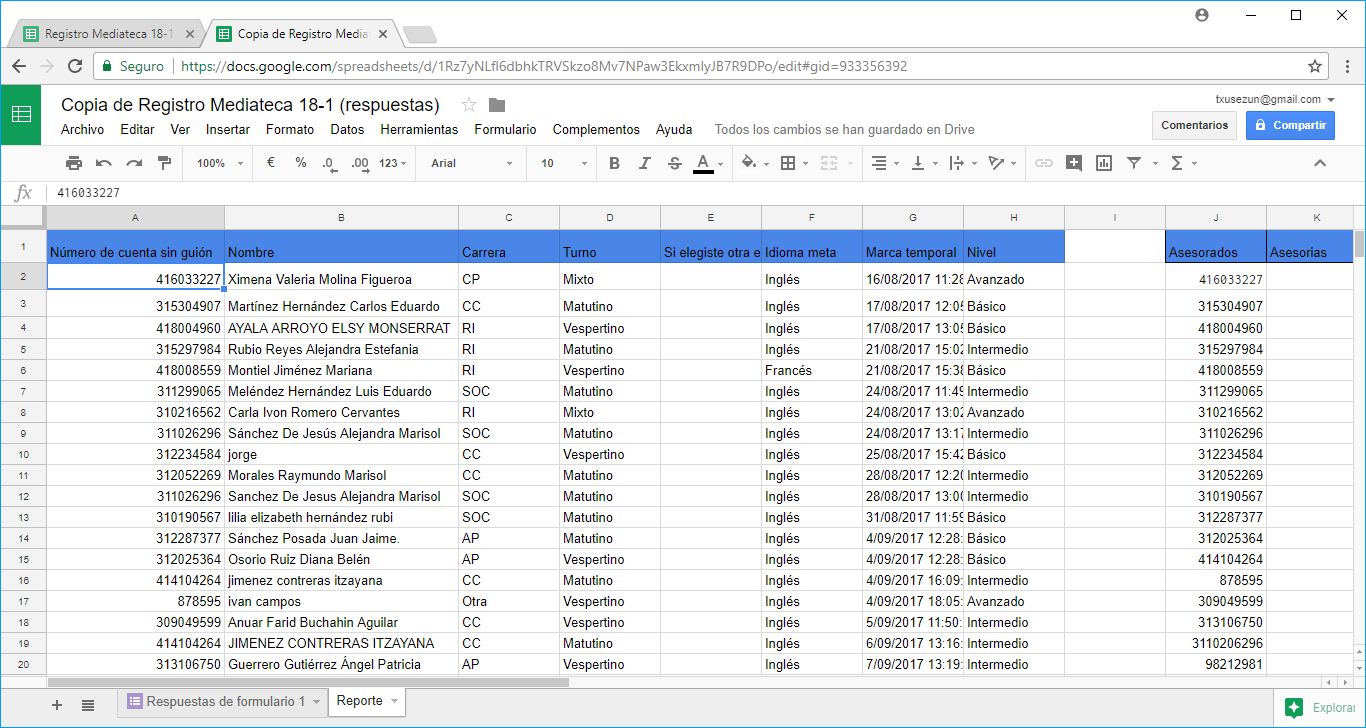 Registro Mediateca 18-1
Copia de Registro Media
Seguro https://docs.google.com/spreadsheets/d/1Rz7yNLfl6dbhkTRVSkzo8Mv7NPaw3EkxmlyJB7R9DPo/edit#gid=933356392
Copia de Registro Mediateca 18-1 (respuestas)
txusezun@gmail.com
Archivo Editar Ver Insertar Formato Datos Herramientas Formulario Complementos Ayuda Todos los cambios se han guardado en Drive
Comentarios Compartir
100% € % .0 .00 123 Arial 10 B I S A Σ
fx 416033227
A B C D E F G H I J K
1 Número de cuenta sin guión Nombre Carrera Turno Si elegiste otra e Idioma meta Marca temporal Nivel Asesorados Asesorias
2 416033227 Ximena Valeria Molina Figueroa CP Mixto Inglés 16/08/2017 11:28 Avanzado 416033227
3 315304907 Martínez Hernández Carlos Eduardo CC Matutino Inglés 17/08/2017 12:05 Básico 315304907
4 418004960 AYALA ARROYO ELSY MONSERRAT RI Vespertino Inglés 17/08/2017 13:05 Básico 418004960
5 315297984 Rubio Reyes Alejandra Estefania RI Matutino Inglés 21/08/2017 15:02 Intermedio 315297984
6 418008559 Montiel Jiménez Mariana RI Vespertino Francés 21/08/2017 15:38 Básico 418008559
7 311299065 Meléndez Hernández Luis Eduardo SOC Matutino Inglés 24/08/2017 11:49 Intermedio 311299065
8 310216562 Carla Ivon Romero Cervantes RI Mixto Inglés 24/08/2017 13:02 Avanzado 310216562
9 311026296 Sánchez De Jesús Alejandra Marisol SOC Matutino Inglés 24/08/2017 13:17 Intermedio 311026296
10 312234584 jorge CC Vespertino Inglés 25/08/2017 15:42 Básico 312234584
11 312052269 Morales Raymundo Marisol CC Matutino Inglés 28/08/2017 12:20 Intermedio 312052269
12 311026296 Sanchez De Jesus Alejandra Marisol SOC Matutino Inglés 28/08/2017 13:00 Intermedio 310190567
13 310190567 lilia elizabeth hernández rubi SOC Matutino Inglés 31/08/2017 11:59 Básico 312287377
14 312287377 Sánchez Posada Juan Jaime. AP Matutino Inglés 4/09/2017 12:28: Básico 312025364
15 312025364 Osorio Ruiz Diana Belén AP Vespertino Inglés 4/09/2017 12:28: Básico 414104264
16 414104264 jimenez contreras itzayana CC Matutino Inglés 4/09/2017 16:09: Intermedio 878595
17 878595 ivan campos Otra Vespertino Inglés 4/09/2017 18:05: Avanzado 309049599
18 309049599 Anuar Farid Buchahin Aguilar CC Vespertino Inglés 5/09/2017 11:50: Intermedio 313106750
19 414104264 JIMENEZ CONTRERAS ITZAYANA CC Matutino Inglés 6/09/2017 13:16: Intermedio 3110206296
20 313106750 Guerrero Gutiérrez Ángel Patricia AP Vespertino Inglés 7/09/2017 13:19: Intermedio 98212981
+ Respuestas de formulario 1 Reporte Explorar